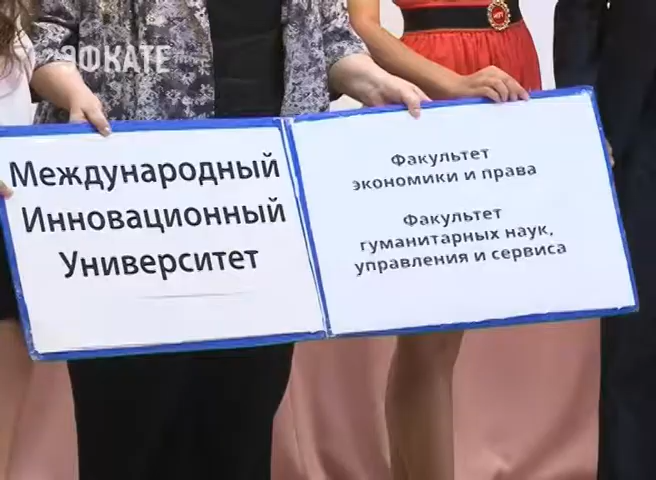 ЭФКАТЕ
Международный
Инновационный
Университет
Факультет
экономики и права
Факультет
гуманитарных наук,
управления и сервиса